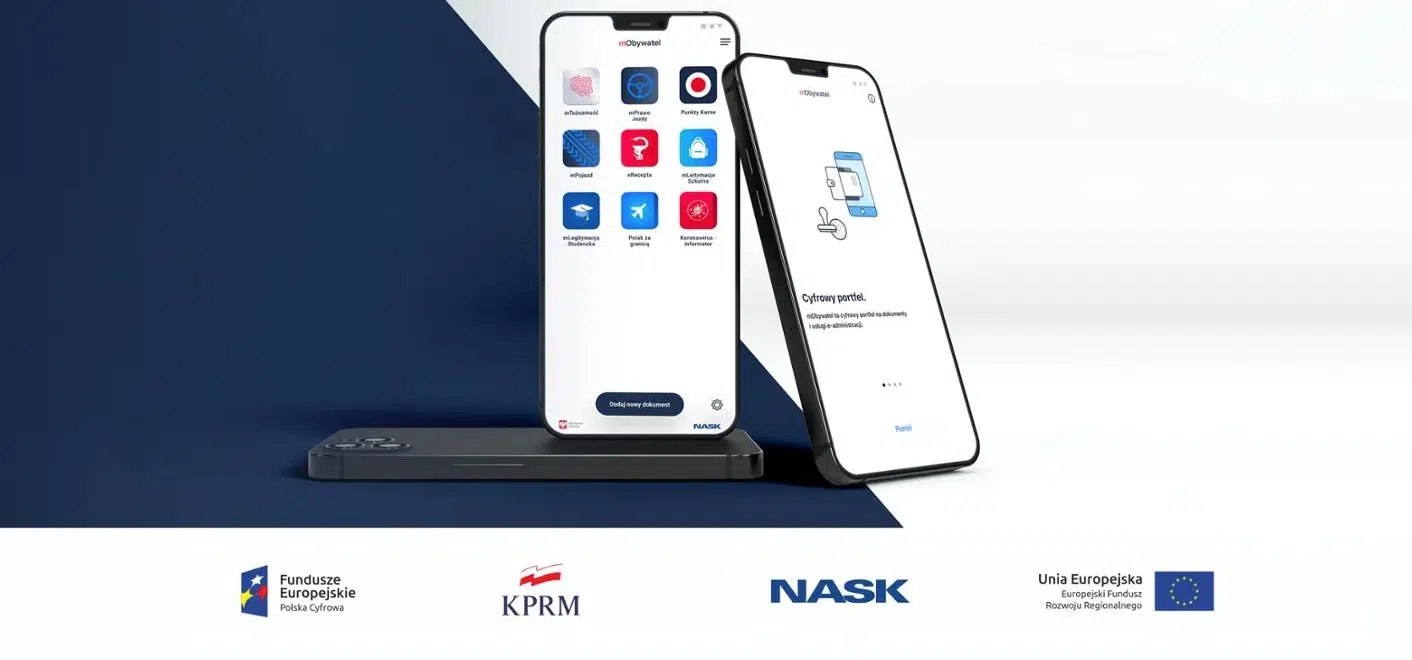 mObywatel
mTożsamość
mPrawo
Jazdy
Punkty Karne
mPojazd
eRecepta
mLegitymacja
Szkolna
mLegitymacja
Studencka
Polak za
granicą
Koronawirus -
informator
Dodaj nowy dokument
NASK
mObywatel
Cyfrowy portfel.
mObywatel to cyfrowy portfel na dokumenty
i usługi e-administracji.
Pomiń
Fundusze
Europejskie
Polska Cyfrowa
KPRM
NASK
Unia Europejska
Europejski Fundusz
Rozwoju Regionalnego